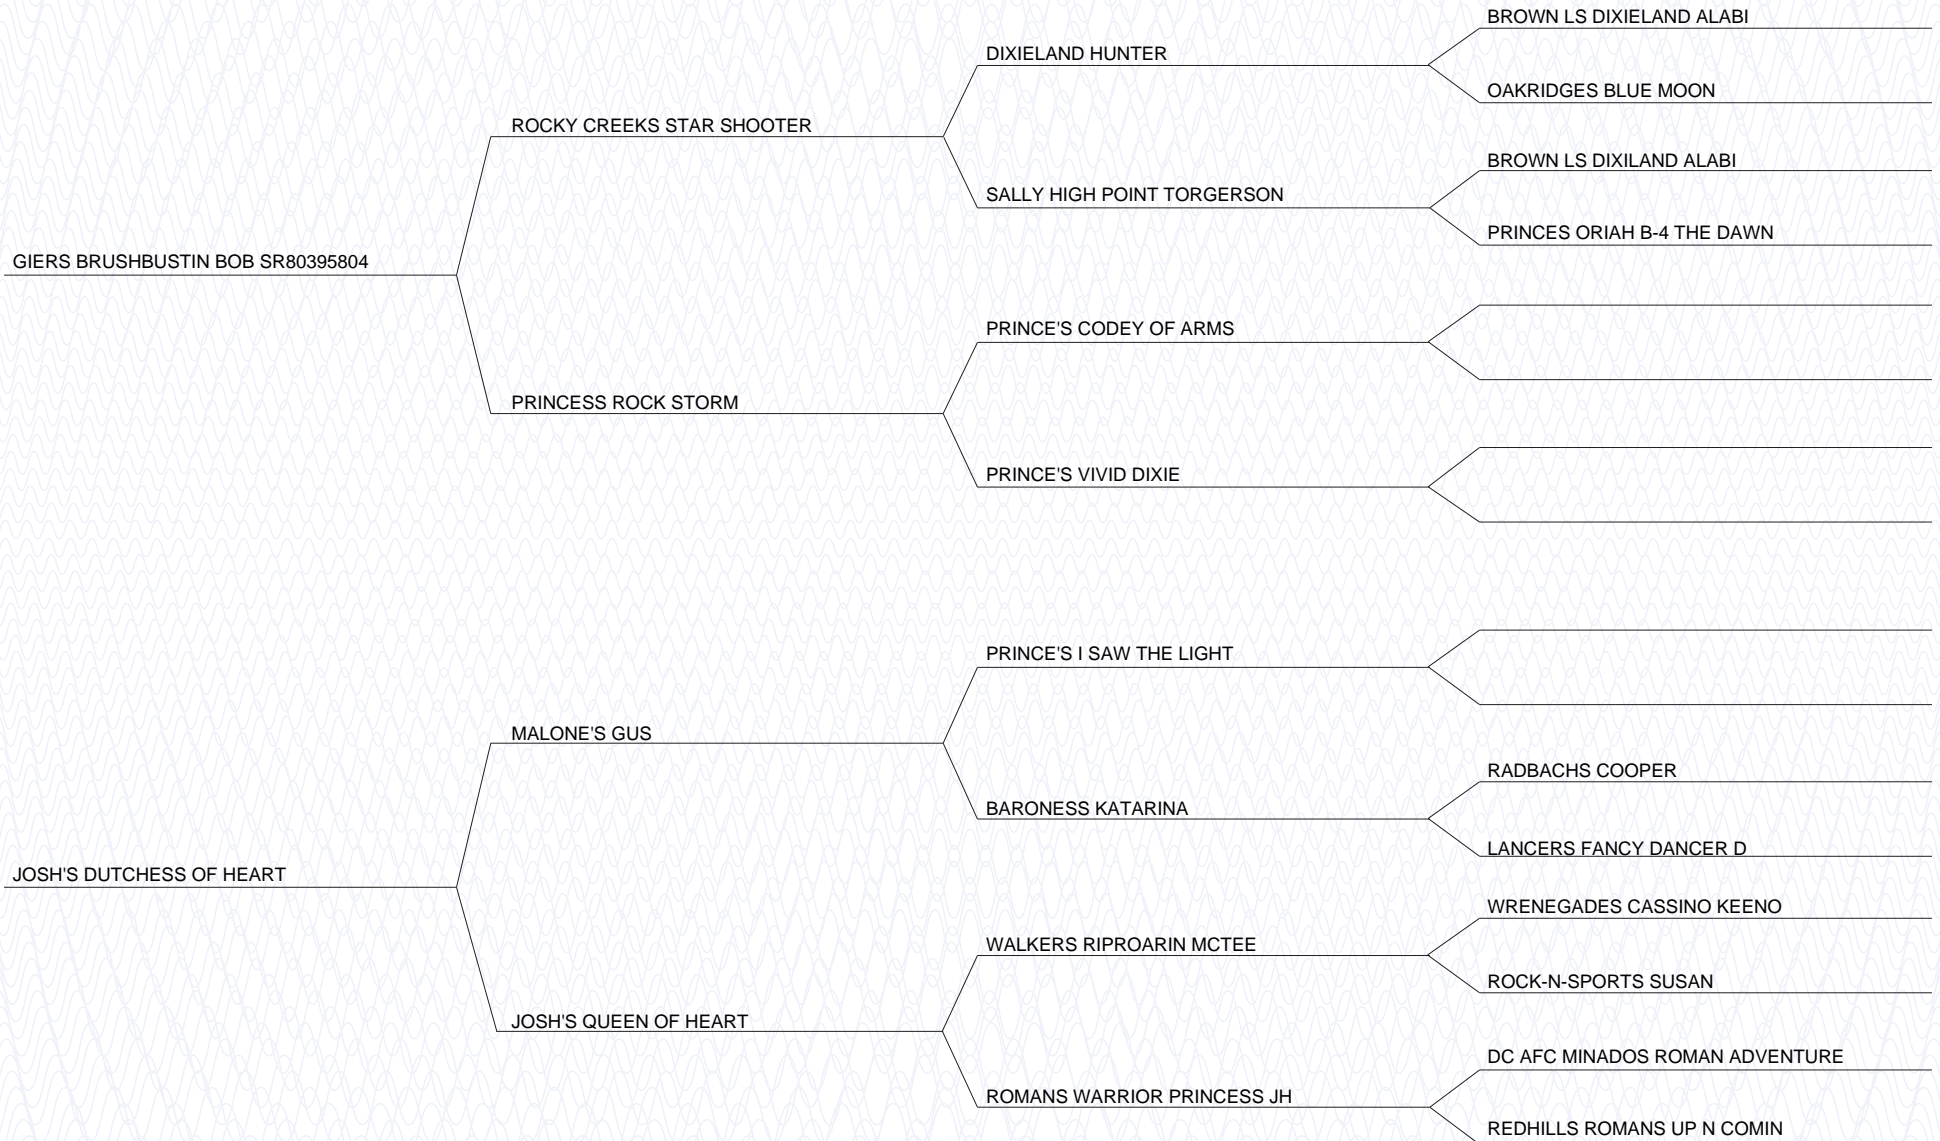 BROWN LS DIXIELAND ALABI
DIXIELAND HUNTER
OAKRIDGES BLUE MOON
ROCKY CREEKS STAR SHOOTER
BROWN LS DIXILAND ALABI
SALLY HIGH POINT TORGERSON
PRINCES ORIAH B-4 THE DAWN
GIERS BRUSHBUSTIN BOB SR80395804
PRINCE'S CODEY OF ARMS
PRINCESS ROCK STORM
PRINCE'S VIVID DIXIE
PRINCE'S I SAW THE LIGHT
MALONE'S GUS
RADBACHS COOPER
BARONESS KATARINA
LANCERS FANCY DANCER D
JOSH'S DUTCHESS OF HEART
WRENEGADES CASSINO KEENO
WALKERS RIPROARIN MCTEE
ROCK-N-SPORTS SUSAN
JOSH'S QUEEN OF HEART
DC AFC MINADOS ROMAN ADVENTURE
ROMANS WARRIOR PRINCESS JH
REDHILLS ROMANS UP N COMIN